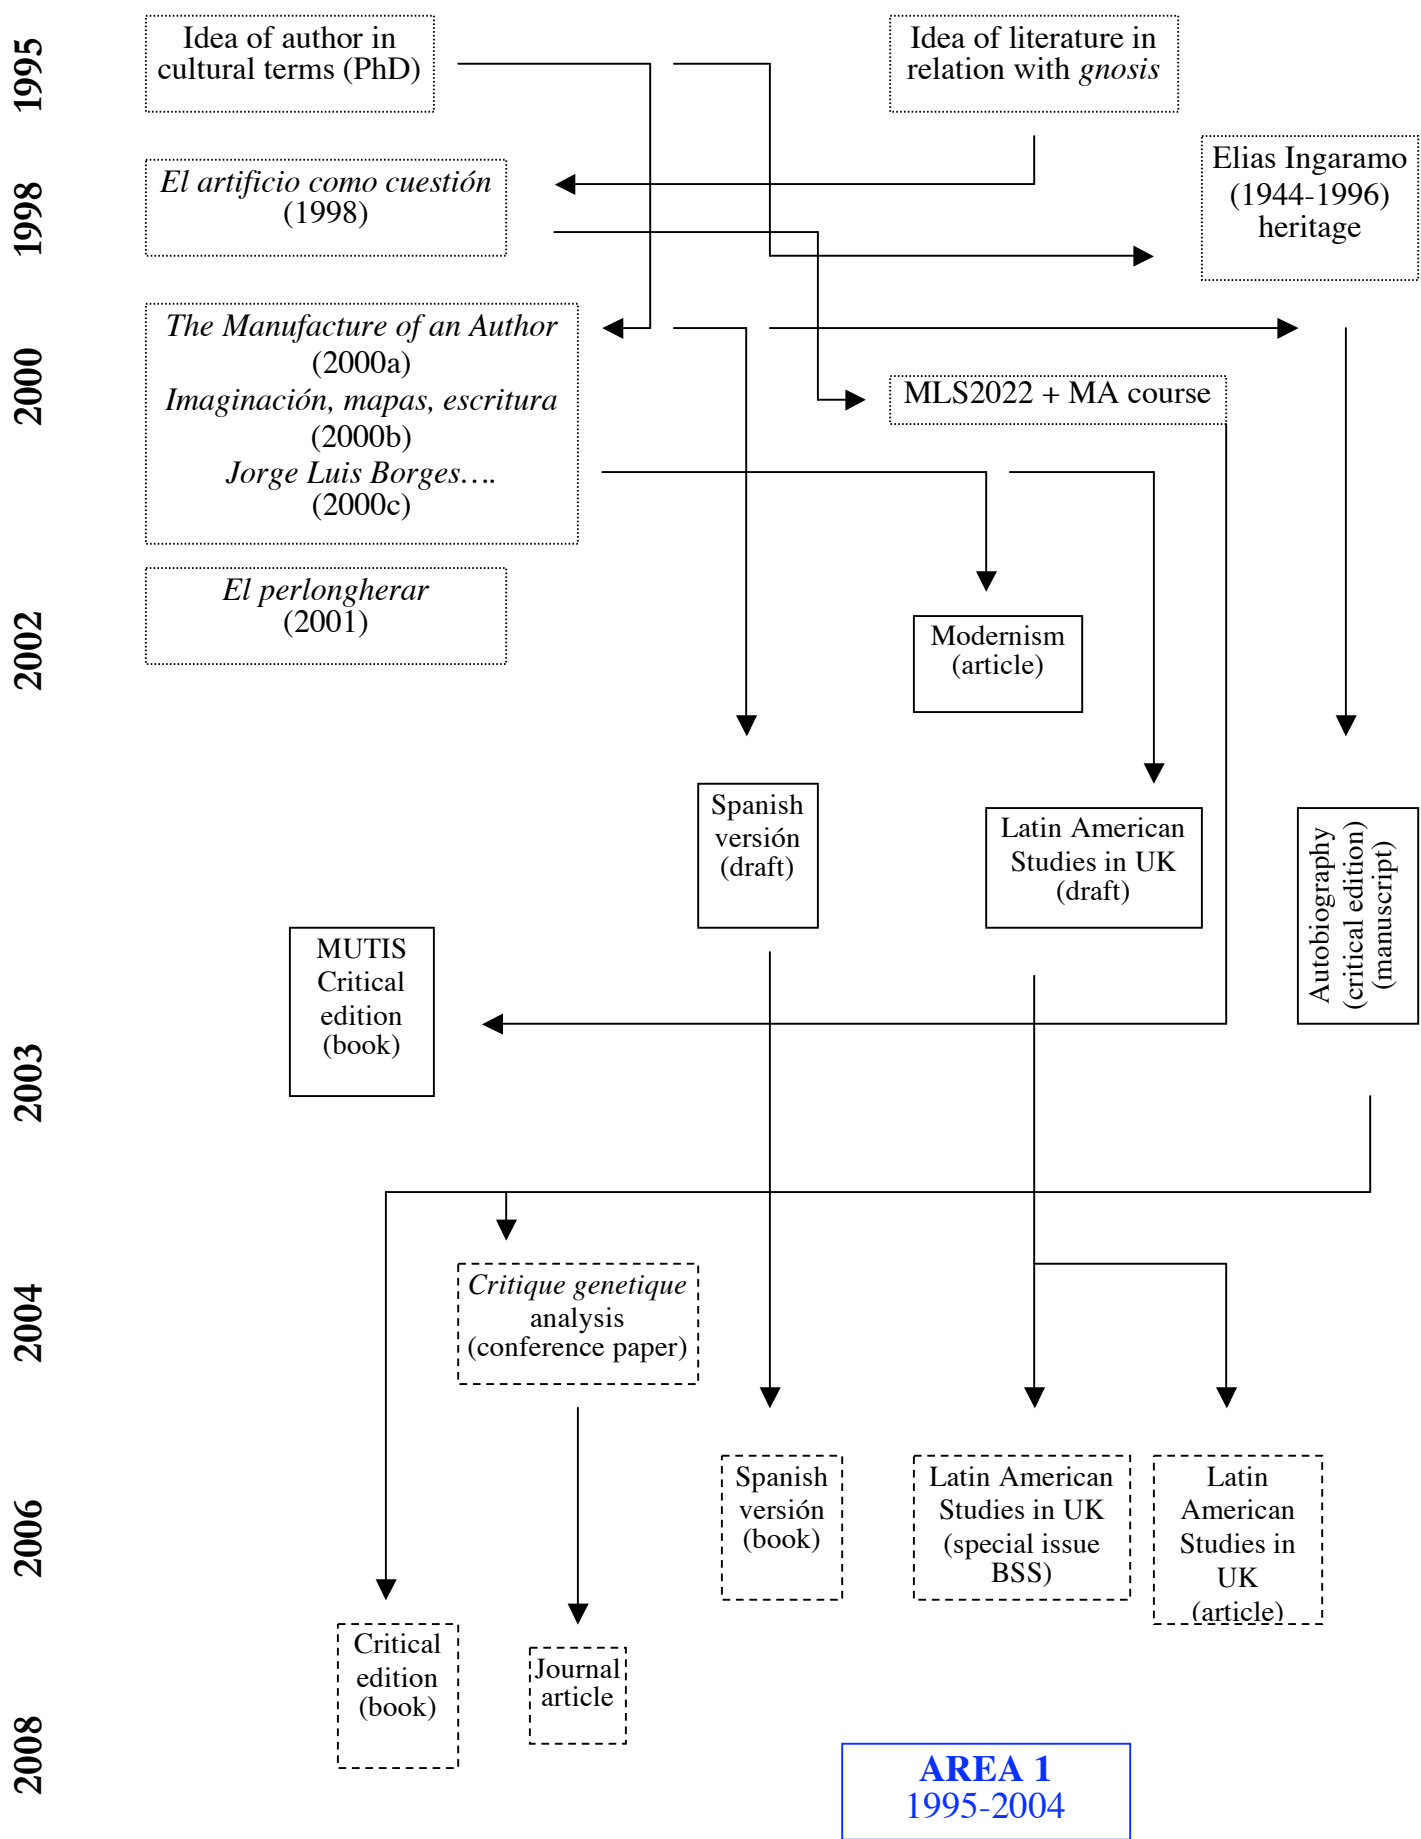 1995
Idea of author in
cultural terms (PhD)
Idea of literature in
relation with gnosis
1998
El artificio como cuestión
(1998)
Elias Ingaramo
(1944-1996)
heritage
2000
The Manufacture of an Author
(2000a)
Imaginación, mapas, escritura
(2000b)
Jorge Luis Borges….
(2000c)
MLS2022 + MA course
2002
El perlongherar
(2001)
Modernism
(article)
Spanish
versión
(draft)
Latin American
Studies in UK
(draft)
Autobiography
(critical edition)
(manuscript)
2003
MUTIS
Critical
edition
(book)
2004
Critique genetique
analysis
(conference paper)
2006
Spanish
versión
(book)
Latin American
Studies in UK
(special issue
BSS)
Latin
American
Studies in
UK
(article)
2008
Critical
edition
(book)
Journal
article
AREA 1
1995-2004